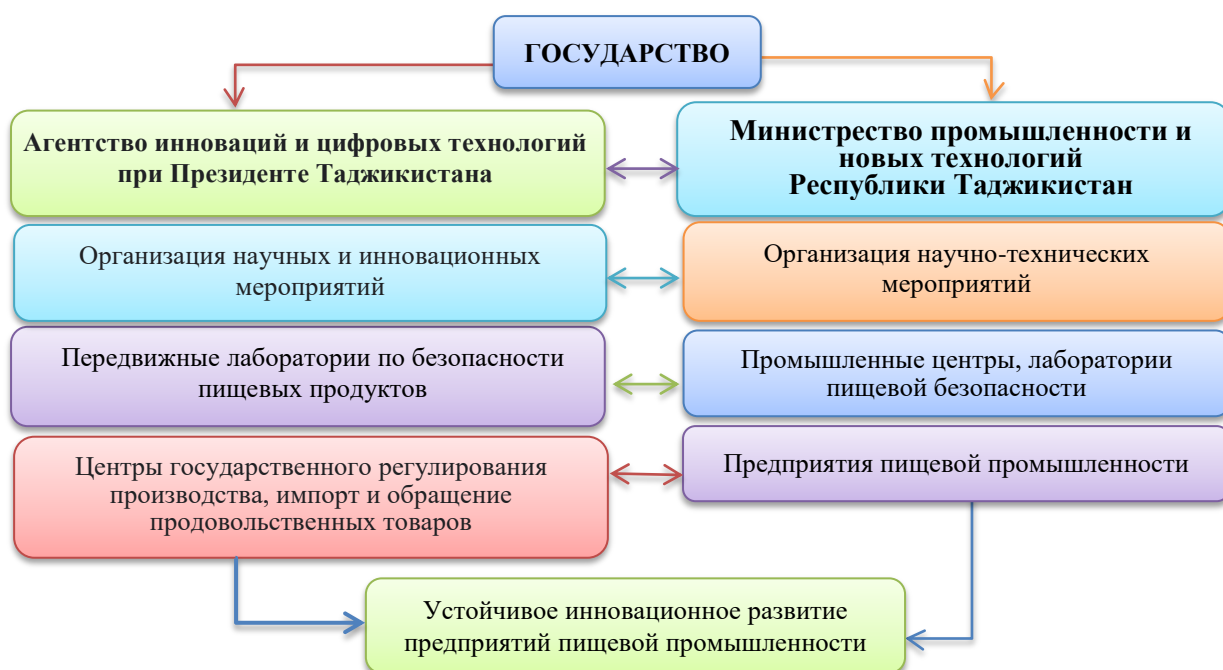 ГОСУДАРСТВО
Агентство инноваций и цифровых технологий
при Президенте Таджикистана
Министрество промышленности и
новых технологий
Республики Таджикистан
Организация научных и инновационных
мероприятий
Организация научно-технических
мероприятий
Передвижные лаборатории по безопасности
пищевых продуктов
Промышленные центры, лаборатории
пищевой безопасности
Центры государственного регулирования
производства, импорт и обращение
продовольственных товаров
Предприятия пищевой промышленности
Устойчивое инновационное развитие
предприятий пищевой промышленности